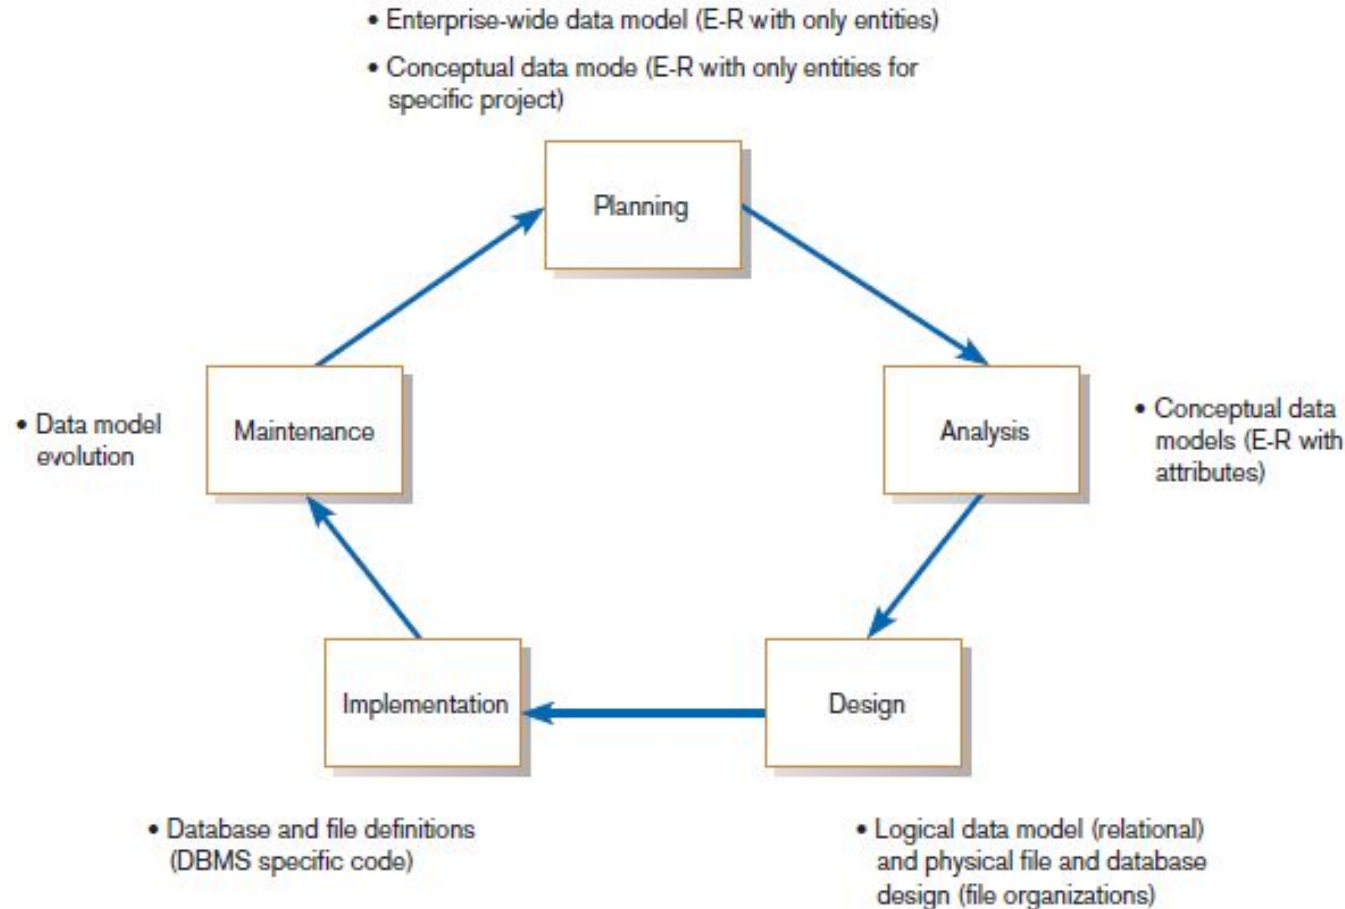 • Enterprise-wide data model (E-R with only entities)
• Conceptual data mode (E-R with only entities for
specific project)
Planning
Maintenance
• Data model
evolution
Analysis
• Conceptual data
models (E-R with
attributes)
Implementation
Design
• Database and file definitions
(DBMS specific code)
• Logical data model (relational)
and physical file and database
design (file organizations)